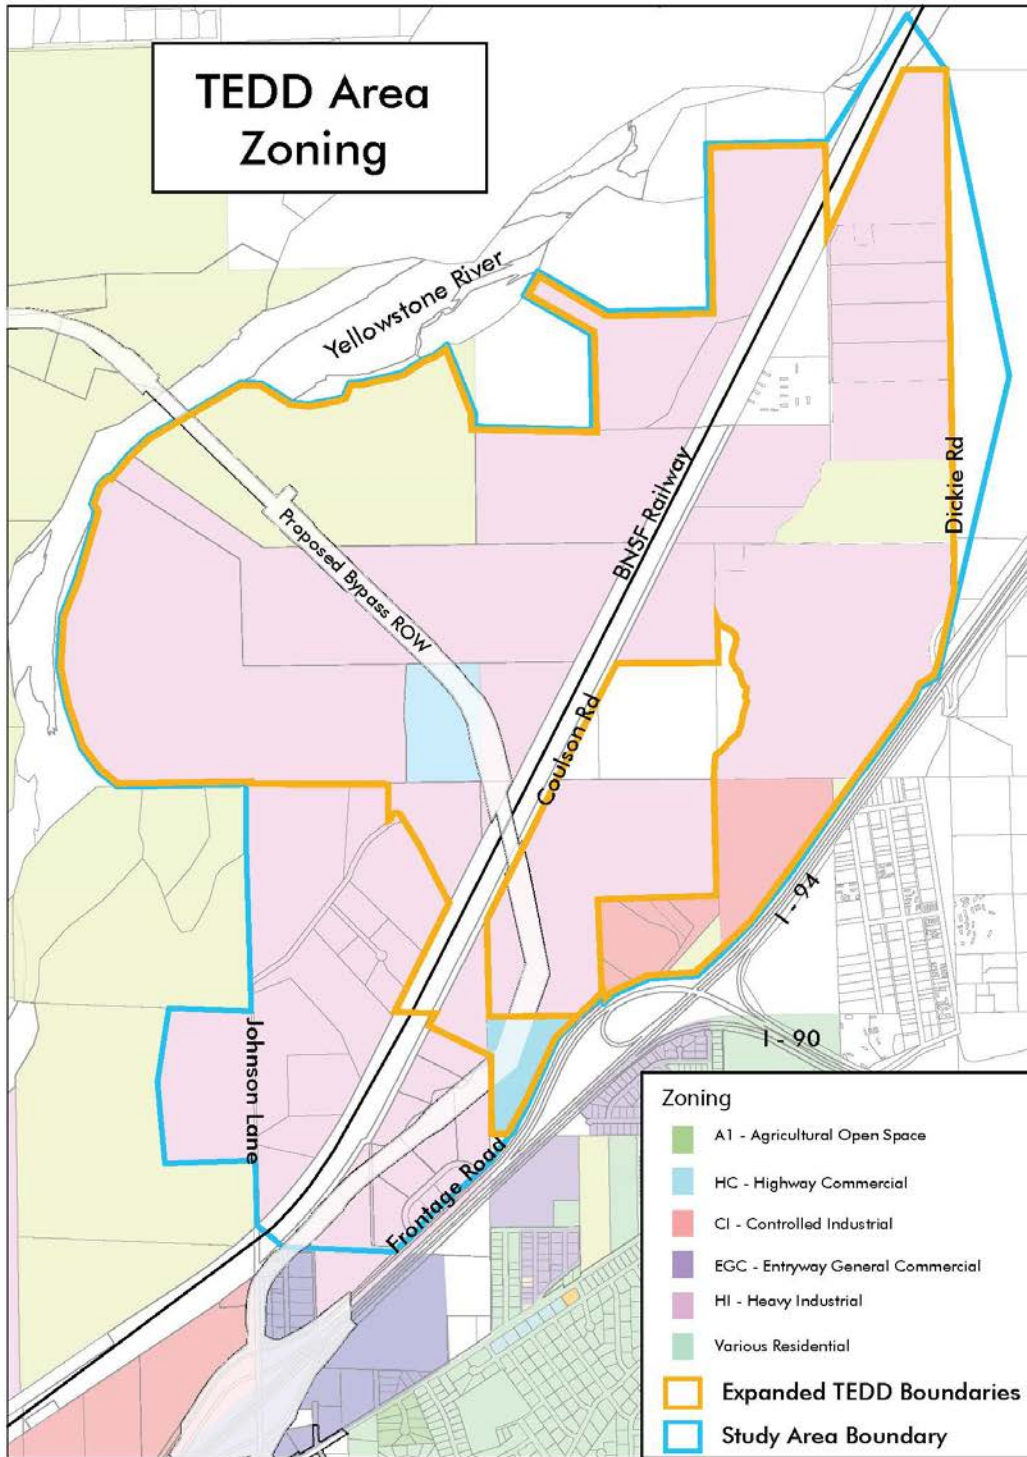 TEDD Area
Zoning
Yellowstone River
Proposed Bypass ROW
BNSF Railway
Dickie Rd
Coulson Rd
I - 94
I - 90
Johnson Lane
Frontage Road
Zoning
A1 - Agricultural Open Space
HC - Highway Commercial
CI - Controlled Industrial
EGC - Entryway General Commercial
HI - Heavy Industrial
Various Residential
Expanded TEDD Boundaries
Study Area Boundary